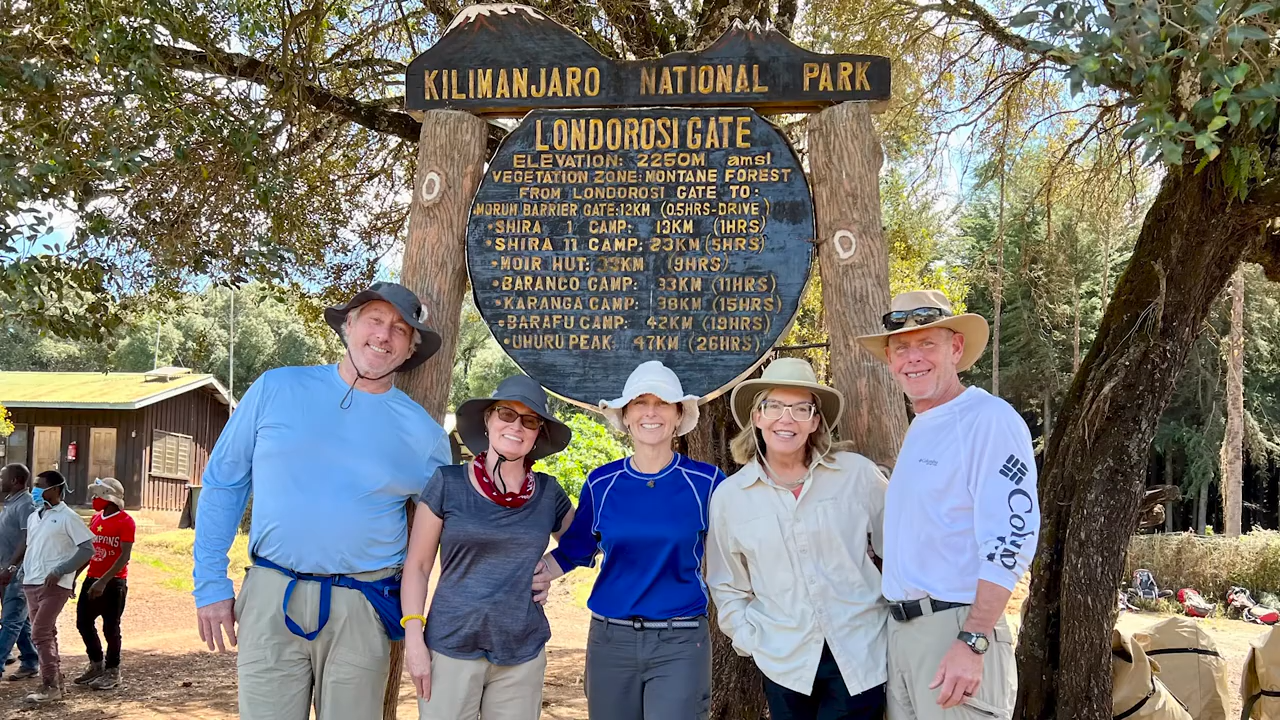 KILIMANJARO NATIONAL PARK
LONDOROSI GATE
ELEVATION: 2250M amsl
VEGETATION ZONE: MONTANE FOREST
FROM LONDOROSI GATE TO:
MORUM BARRIER GATE: 12KM (0.5HRS-DRIVE)
•SHIRA 1 CAMP: 13KM (1HRS)
•SHIRA 11 CAMP: 23KM (5HRS)
•MOIR HUT: KM (9HRS)
•BARANCO CAMP: 33KM (11HRS)
•KARANGA CAMP: 38KM (15HRS)
•BARAFU CAMP: 42KM (19HRS)
•UHURU PEAK: 47KM (26HRS)
Columbia